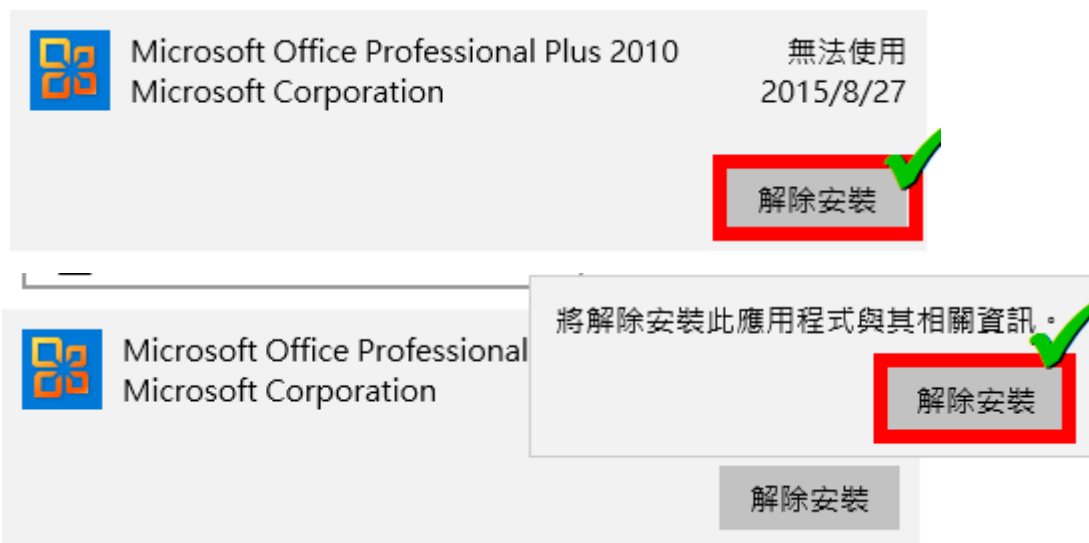 Microsoft Office Professional Plus 2010 無法使用
Microsoft Corporation 2015/8/27
解除安裝
將解除安裝此應用程式與其相關資訊。
Microsoft Office Professional
Microsoft Corporation
解除安裝
解除安裝